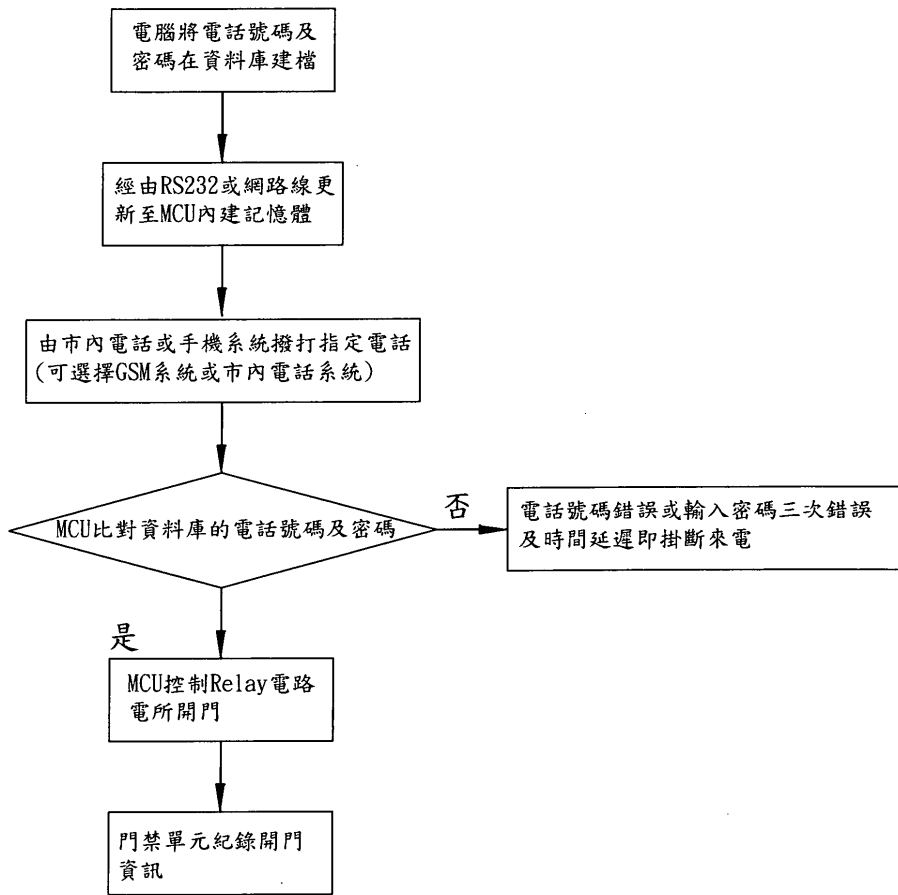 電腦將電話號碼及
密碼在資料庫建檔
經由RS232或網路線更
新至MCU內建記憶體
由市內電話或手機系統撥打指定電話
(可選擇GSM系統或市內電話系統)
MCU比對資料庫的電話號碼及密碼
否
電話號碼錯誤或輸入密碼三次錯誤
及時間延遲即掛斷來電
是
MCU控制Relay電路
電所開門
門禁單元紀錄開門
資訊